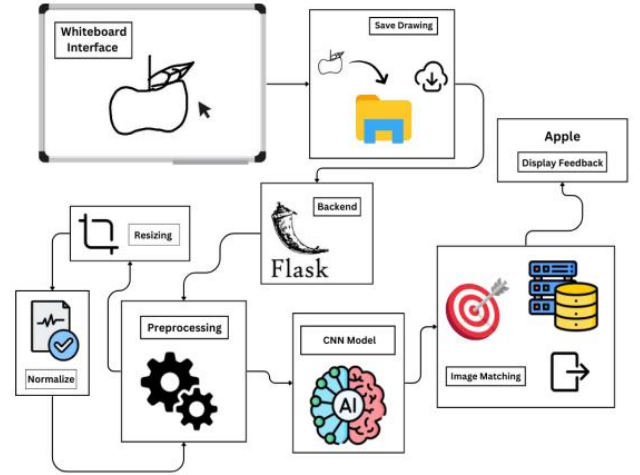 Whiteboard
Interface
Save Drawing
Apple
Display Feedback
Backend
Flask
Resizing
Preprocessing
CNN Model
AI
Normalize
Image Matching